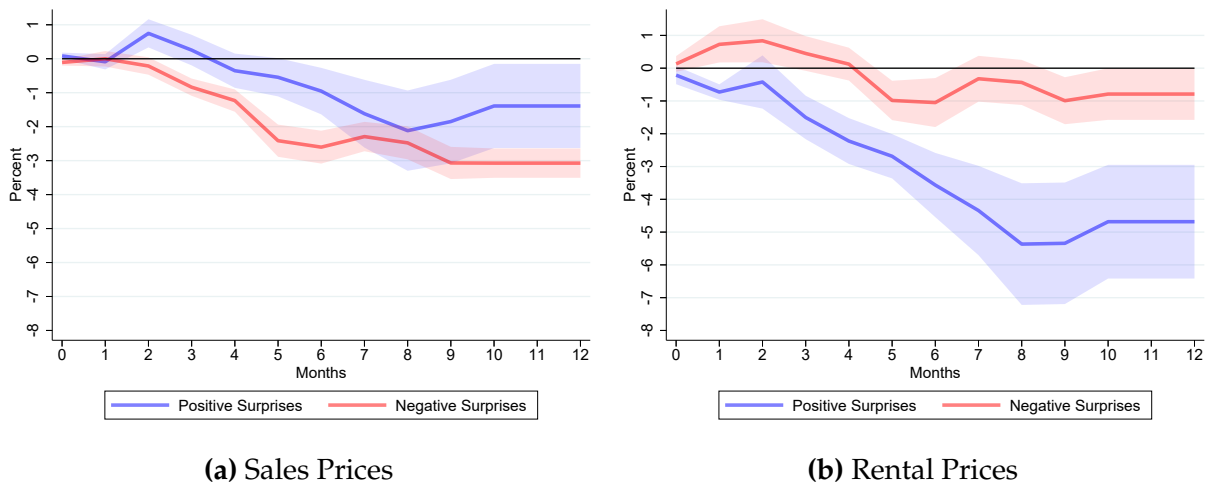 1
0
-1
-2
-3
-4
-5
-6
-7
-8
Percent
0 1 2 3 4 5 6 7 8 9 10 11 12
Months
Positive Surprises Negative Surprises
(a) Sales Prices
1
0
-1
-2
-3
-4
-5
-6
-7
-8
Percent
0 1 2 3 4 5 6 7 8 9 10 11 12
Months
Positive Surprises Negative Surprises
(b) Rental Prices